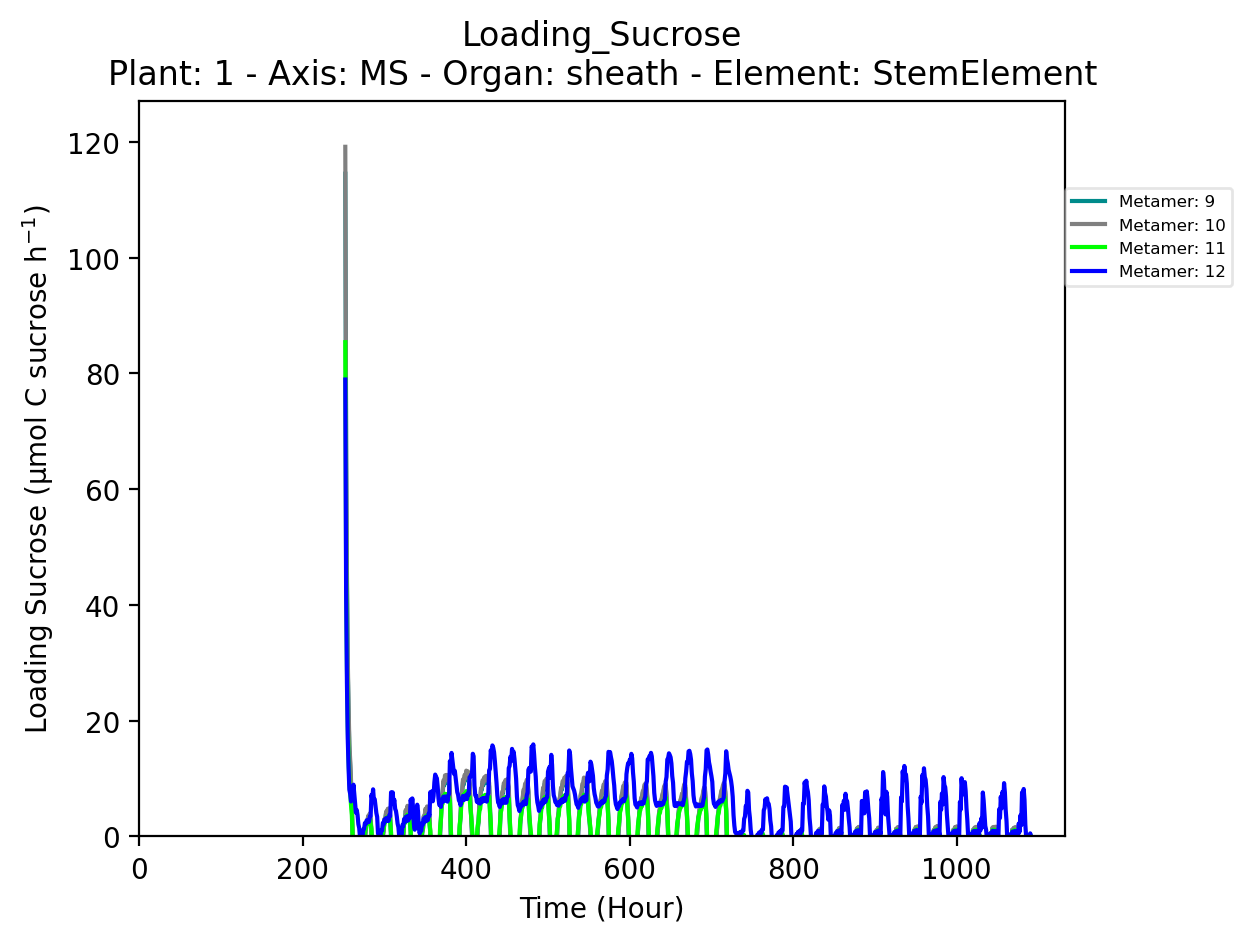 Loading_Sucrose
Plant: 1 - Axis: MS - Organ: sheath - Element: StemElement
Loading Sucrose (µmol C sucrose h⁻¹)
120
100
80
60
40
20
0
0 200 400 600 800 1000
Time (Hour)
Metamer: 9
Metamer: 10
Metamer: 11
Metamer: 12